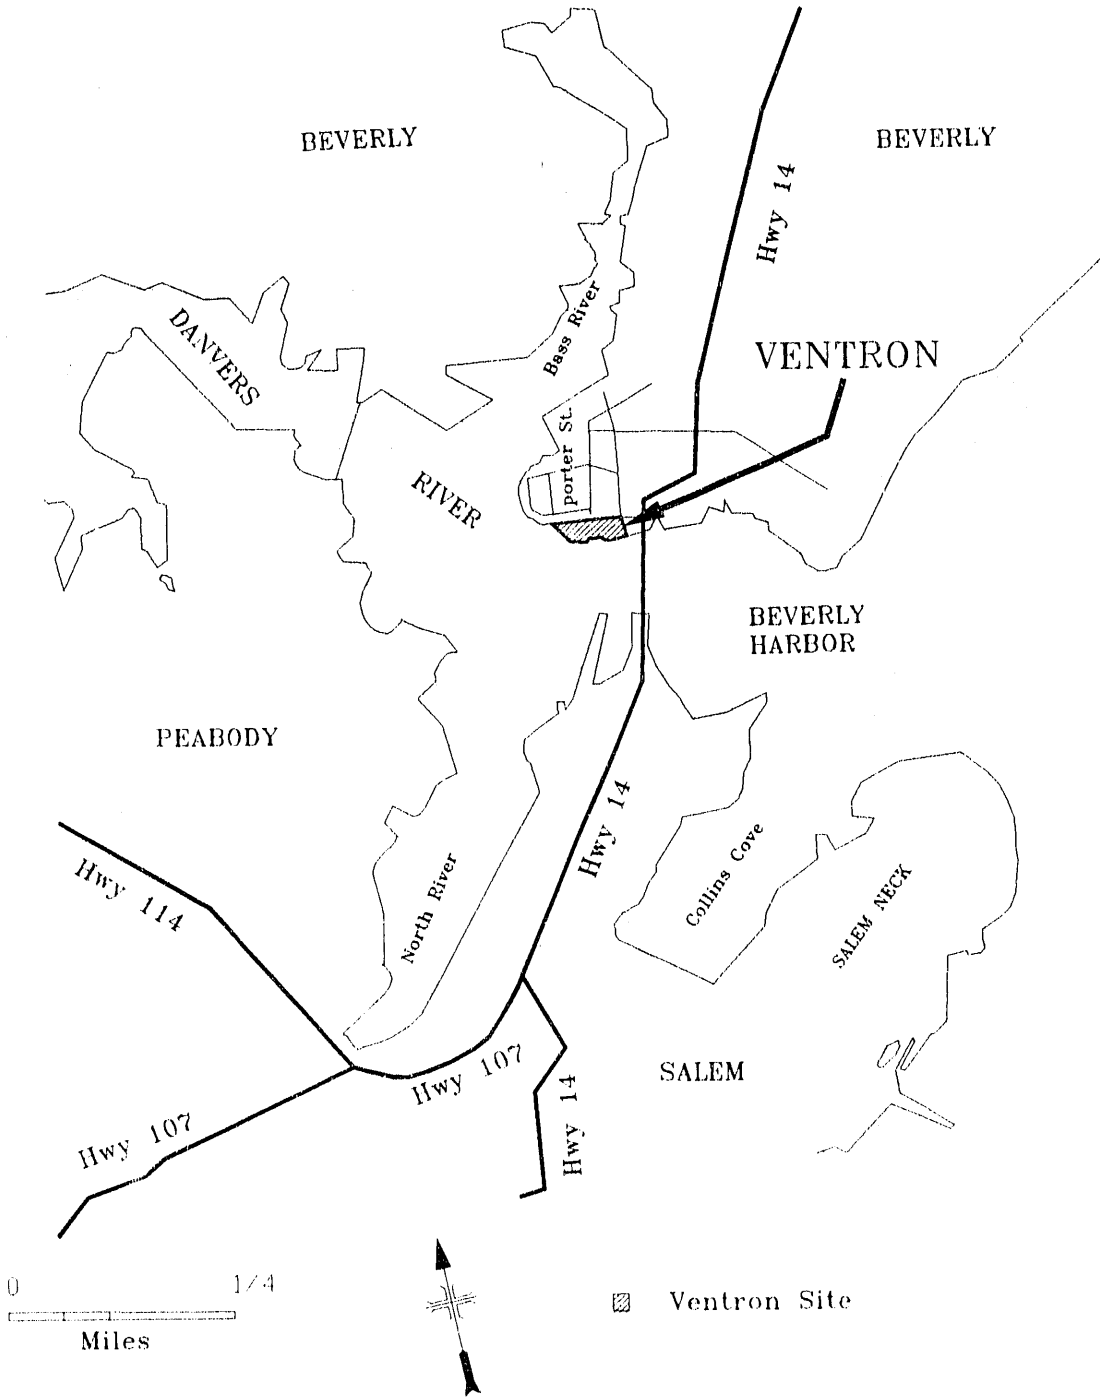 BEVERLY
BEVERLY
Hwy 14
Bass River
DANVERS
VENTRON
porter St.
RIVER
BEVERLY
HARBOR
PEABODY
Hwy 14
Collins Cove
North River
SALEM NECK
Hwy 114
SALEM
Hwy 107
Hwy 107
Hwy 14
0 1/4
Miles
Ventron Site